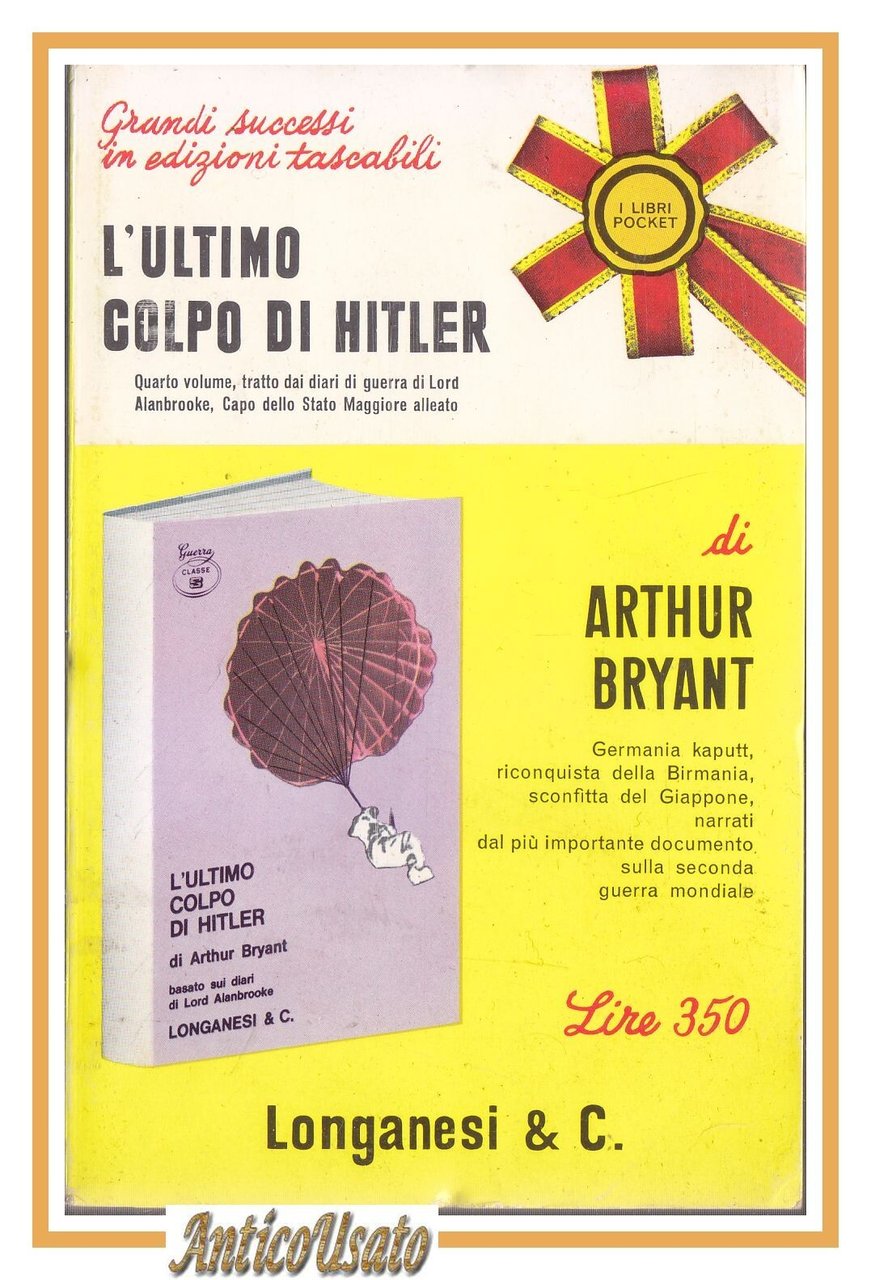 Grandi successi
in edizioni tascabili
I LIBRI
POCKET
L'ULTIMO
COLPO DI HITLER
Quarto volume, tratto dai diari di guerra di Lord
Alanbrooke, Capo dello Stato Maggiore alleato
di
ARTHUR
BRYANT
Germania kaputt,
riconquista della Birmania,
sconfitta del Giappone,
narrati
dal più importante documento
sulla seconda
guerra mondiale
Guerra
CLASSE
S
L'ULTIMO
COLPO
DI HITLER
di Arthur Bryant
basato sui diari
di Lord Alanbrooke
LONGANESI & C.
Lire 350
Longanesi & C.
AnticoUsato